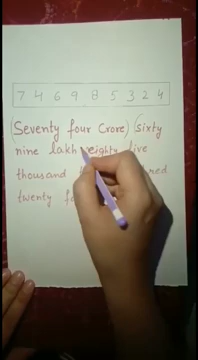 7 4 6 9 8 5 3 2 4
(Seventy four Crore) (Sixty
nine lakh eighty five
thousand
twenty